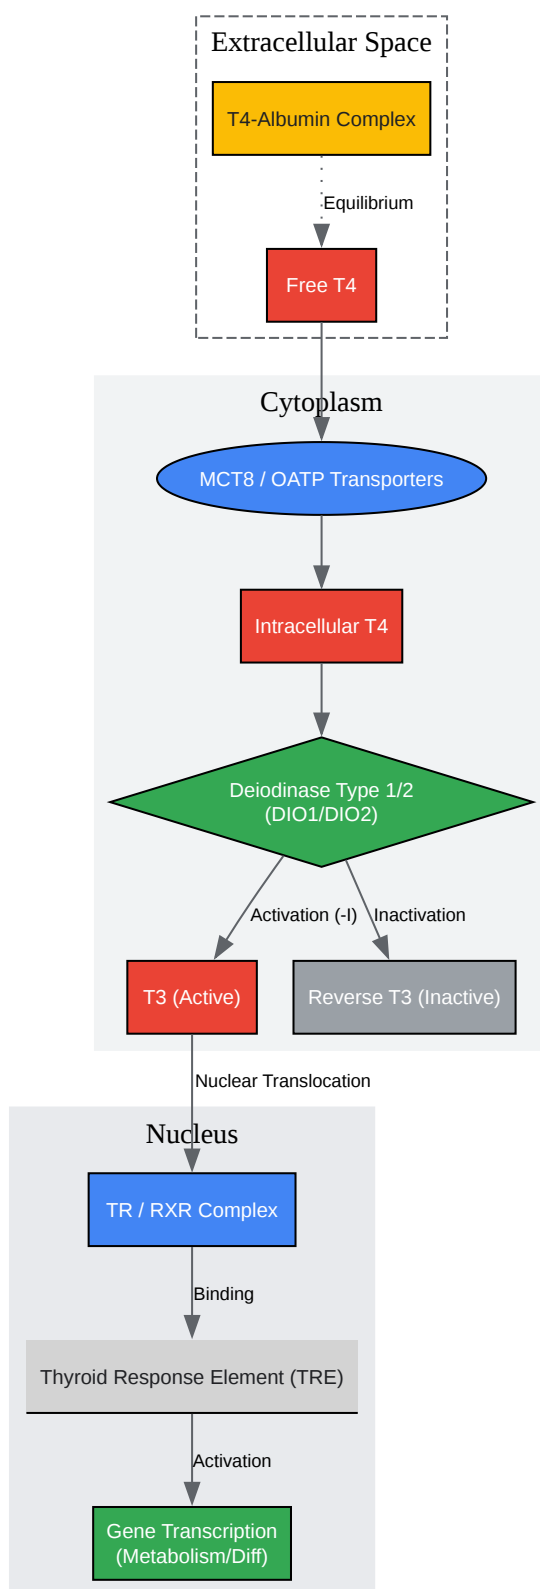 Extracellular Space
T4-Albumin Complex
Equilibrium
Free T4
Cytoplasm
MCT8 / OATP Transporters
Intracellular T4
Deiodinase Type 1/2
(DIO1/DIO2)
Activation (-I)
Inactivation
T3 (Active)
Reverse T3 (Inactive)
Nuclear Translocation
Nucleus
TR / RXR Complex
Binding
Thyroid Response Element (TRE)
Activation
Gene Transcription
(Metabolism/Diff)